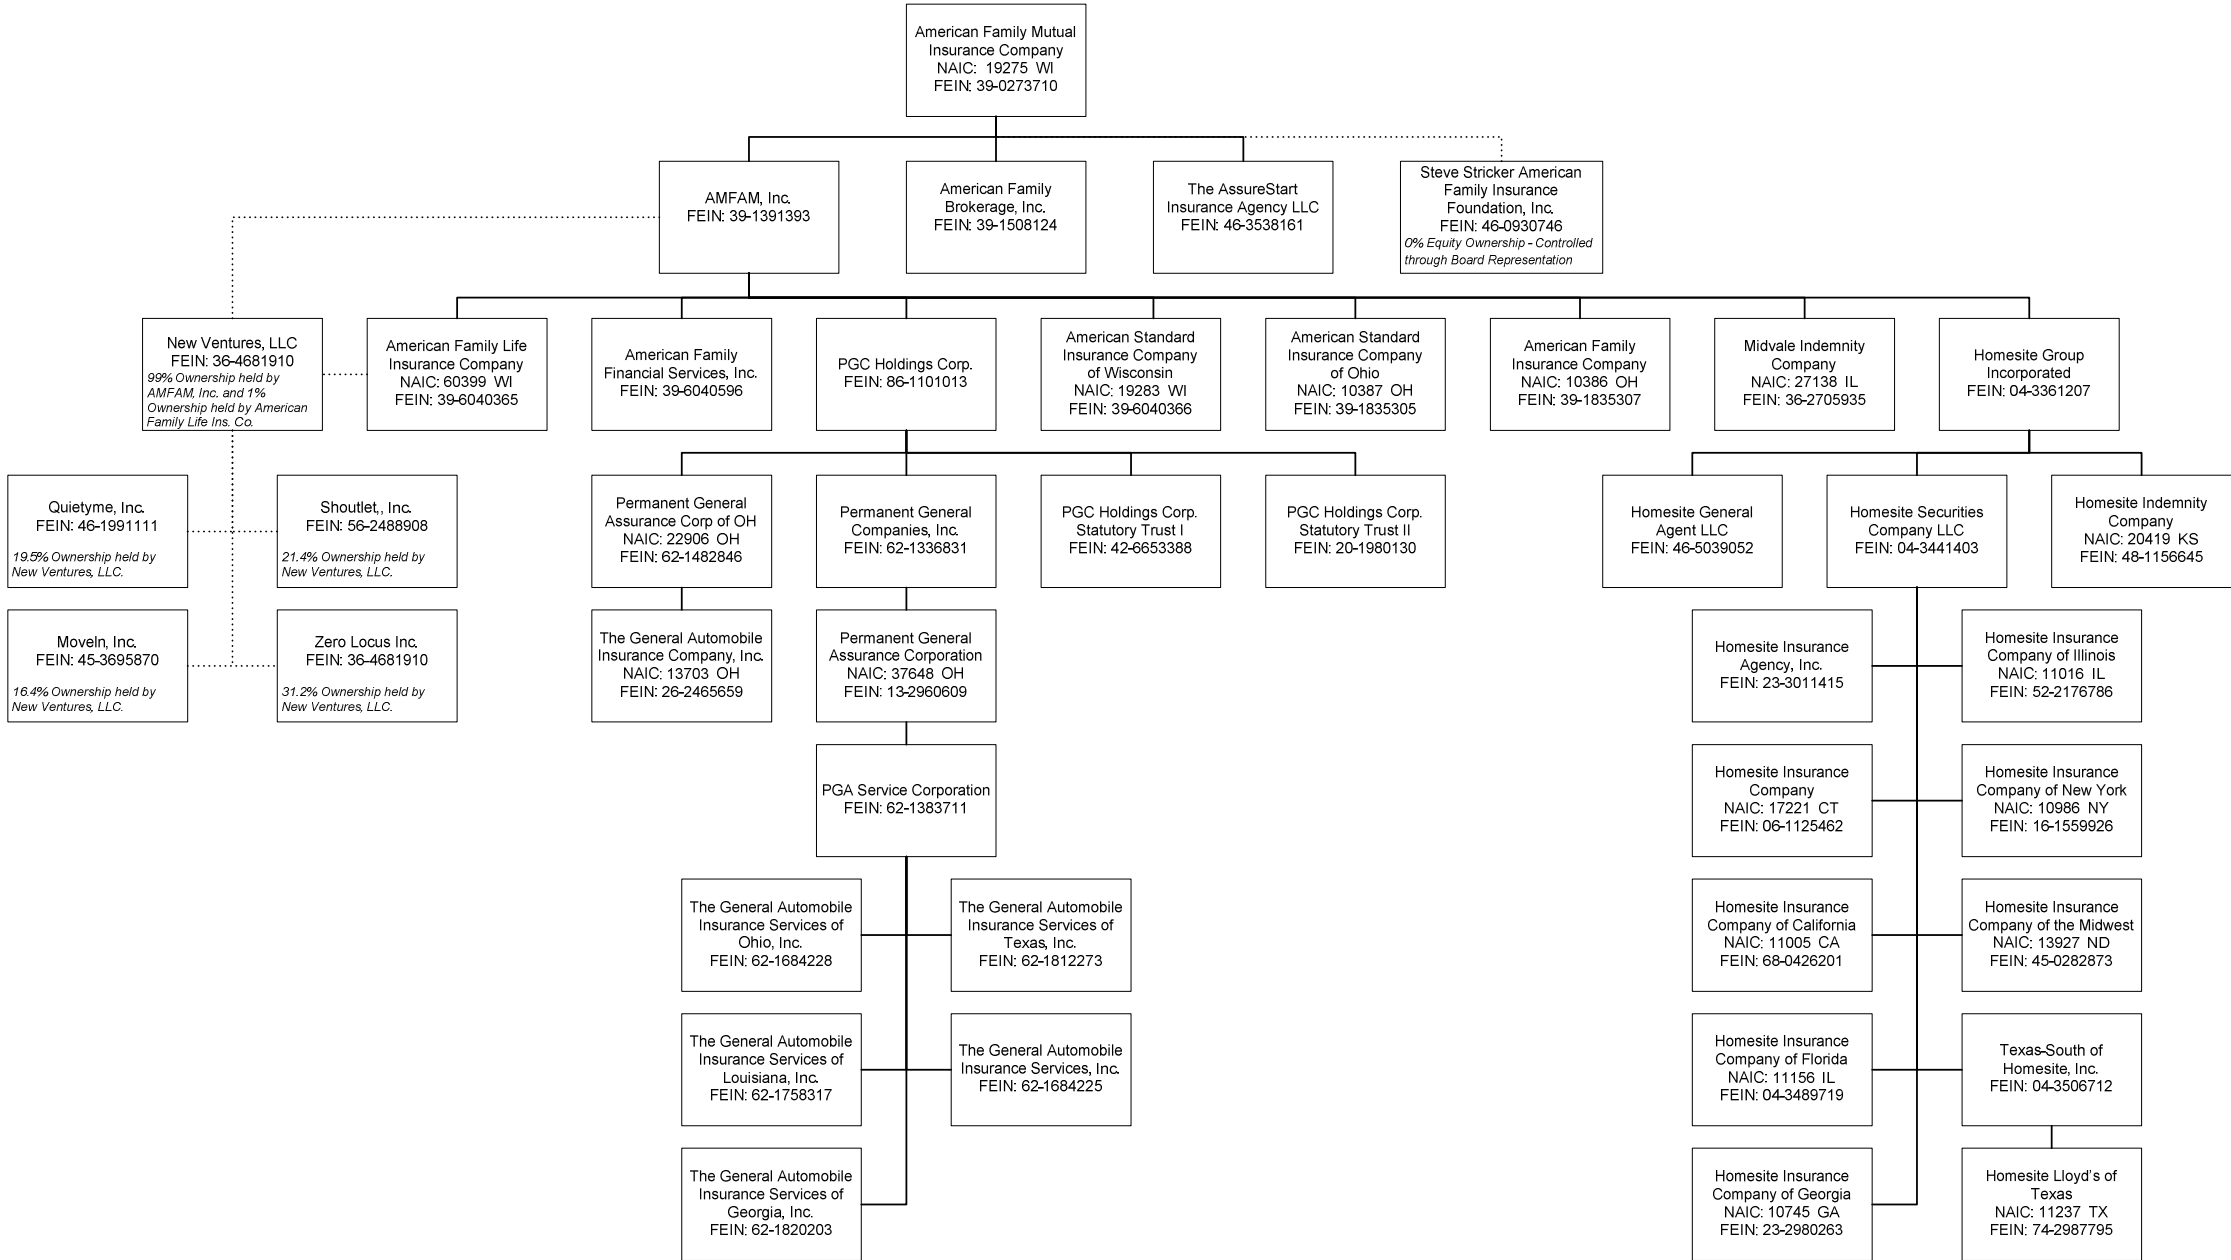 American Family Mutual
Insurance Company
NAIC: 19275 WI
FEIN: 39-0273710
AMFAM, Inc.
FEIN: 39-1391393
American Family
Brokerage, Inc.
FEIN: 39-1508124
The AssureStart
Insurance Agency LLC
FEIN: 46-3538161
Steve Stricker American
Family Insurance
Foundation, Inc.
FEIN: 46-0930746
0% Equity Ownership - Controlled
through Board Representation
New Ventures, LLC
FEIN: 36-4681910
99% Ownership held by
AMFAM, Inc. and 1%
Ownership held by American
Family Life Ins. Co.
American Family Life
Insurance Company
NAIC: 60399 WI
FEIN: 39-6040365
American Family
Financial Services, Inc.
FEIN: 39-6040596
PGC Holdings Corp.
FEIN: 86-1101013
American Standard
Insurance Company
of Wisconsin
NAIC: 19283 WI
FEIN: 39-6040366
American Standard
Insurance Company
of Ohio
NAIC: 10387 OH
FEIN: 39-1835305
American Family
Insurance Company
NAIC: 10386 OH
FEIN: 39-1835307
Midvale Indemnity
Company
NAIC: 27138 IL
FEIN: 36-2705935
Homesite Group
Incorporated
FEIN: 04-3361207
Quietyme, Inc.
FEIN: 46-1991111
19.5% Ownership held by
New Ventures, LLC.
Shoutlet,, Inc.
FEIN: 56-2488908
21.4% Ownership held by
New Ventures, LLC.
Permanent General
Assurance Corp of OH
NAIC: 22906 OH
FEIN: 62-1482846
Permanent General
Companies, Inc.
FEIN: 62-1336831
PGC Holdings Corp.
Statutory Trust I
FEIN: 42-6653388
PGC Holdings Corp.
Statutory Trust II
FEIN: 20-1980130
Homesite General
Agent LLC
FEIN: 46-5039052
Homesite Securities
Company LLC
FEIN: 04-3441403
Homesite Indemnity
Company
NAIC: 20419 KS
FEIN: 48-1156645
MoveIn, Inc.
FEIN: 45-3695870
16.4% Ownership held by
New Ventures, LLC.
Zero Locus Inc.
FEIN: 36-4681910
31.2% Ownership held by
New Ventures, LLC.
The General Automobile
Insurance Company, Inc.
NAIC: 13703 OH
FEIN: 26-2465659
Permanent General
Assurance Corporation
NAIC: 37648 OH
FEIN: 13-2960609
Homesite Insurance
Agency, Inc.
FEIN: 23-3011415
Homesite Insurance
Company of Illinois
NAIC: 11016 IL
FEIN: 52-2176786
PGA Service Corporation
FEIN: 62-1383711
Homesite Insurance
Company
NAIC: 17221 CT
FEIN: 06-1125462
Homesite Insurance
Company of New York
NAIC: 10986 NY
FEIN: 16-1559926
The General Automobile
Insurance Services of
Ohio, Inc.
FEIN: 62-1684228
The General Automobile
Insurance Services of
Texas, Inc.
FEIN: 62-1812273
Homesite Insurance
Company of California
NAIC: 11005 CA
FEIN: 68-0426201
Homesite Insurance
Company of the Midwest
NAIC: 13927 ND
FEIN: 45-0282873
The General Automobile
Insurance Services of
Louisiana, Inc.
FEIN: 62-1758317
The General Automobile
Insurance Services, Inc.
FEIN: 62-1684225
Homesite Insurance
Company of Florida
NAIC: 11156 IL
FEIN: 04-3489719
Texas-South of
Homesite, Inc.
FEIN: 04-3506712
The General Automobile
Insurance Services of
Georgia, Inc.
FEIN: 62-1820203
Homesite Insurance
Company of Georgia
NAIC: 10745 GA
FEIN: 23-2980263
Homesite Lloyd's of
Texas
NAIC: 11237 TX
FEIN: 74-2987795